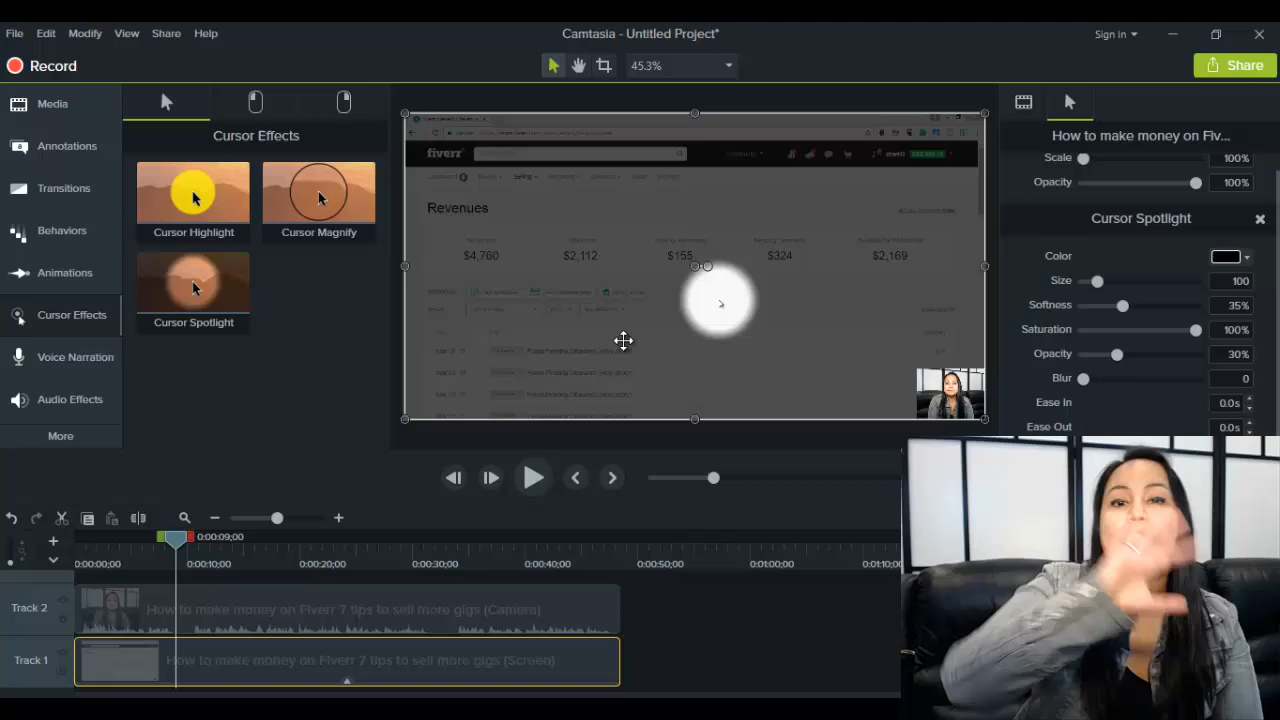 File Edit Modify View Share Help
Camtasia - Untitled Project*
Sign in
Record
45.3%
Share
Media
Annotations
Transitions
Behaviors
Animations
Cursor Effects
Voice Narration
Audio Effects
More
Cursor Effects
Cursor Highlight
Cursor Magnify
Cursor Spotlight
fiverr
Selling
Revenues
$4,760 $2,112 $155 $324 $2,169
How to make money on Fiv...
Scale 100%
Opacity 100%
Cursor Spotlight
Color
Size 100
Softness 35%
Saturation 100%
Opacity 30%
Blur 0
Ease In 0.0s
Ease Out 0.0s
0:00:09;00
0:00:00;00 0:00:10;00 0:00:20;00 0:00:30;00 0:00:40;00 0:00:50;00 0:01:00;00 0:01:10;00
Track 2
How to make money on Fiverr 7 tips to sell more gigs (Camera)
Track 1
How to make money on Fiverr 7 tips to sell more gigs (Screen)